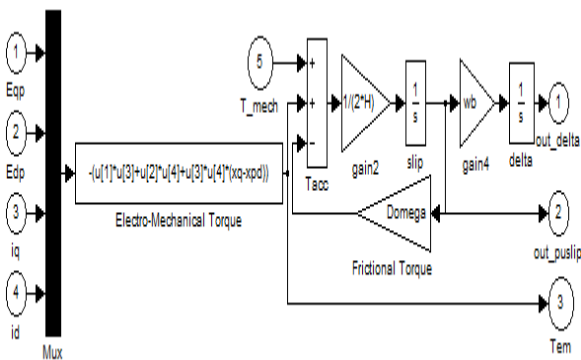 1
Eqp
2
Edp
3
iq
4
id
Mux
-(u[1]*u[3]+u[2]*u[4]+u[3]*u[4]*(xq-xpd))
Electro-Mechanical Torque
5
T_mech
+
+
−
Tacc
1/(2*H)
gain2
1
s
slip
wb
gain4
1
s
delta
1
out_delta
Domega
Frictional Torque
2
out_puslip
3
Tem